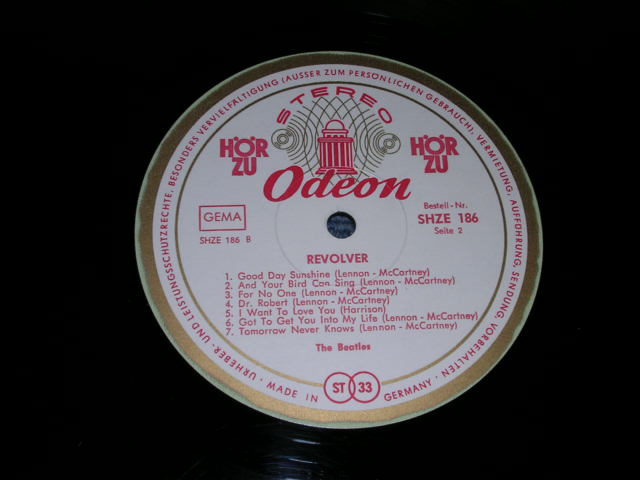 URHEBER- UND LEISTUNGSSCHUTZRECHTE, BESONDERS VERVIELFÄLTIGUNG (AUSSER ZUM PERSÖNLICHEN GEBRAUCH), VERMIETUNG, AUFFÜHRUNG, SENDUNG, VORBEHALTEN ·
STEREO
HÖR ZU
HÖR ZU
Odeon
GEMA
SHZE 186 B
Bestell-Nr.
SHZE 186
Seite 2
REVOLVER
1. Good Day Sunshine (Lennon - McCartney)
2. And Your Bird Can Sing (Lennon - McCartney)
3. For No One (Lennon - McCartney)
4. Dr. Robert (Lennon - McCartney)
5. I Want To Love You (Harrison)
6. Got To Get You Into My Life (Lennon - McCartney)
7. Tomorrow Never Knows (Lennon - McCartney)
The Beatles
· MADE IN GERMANY ·
ST 33